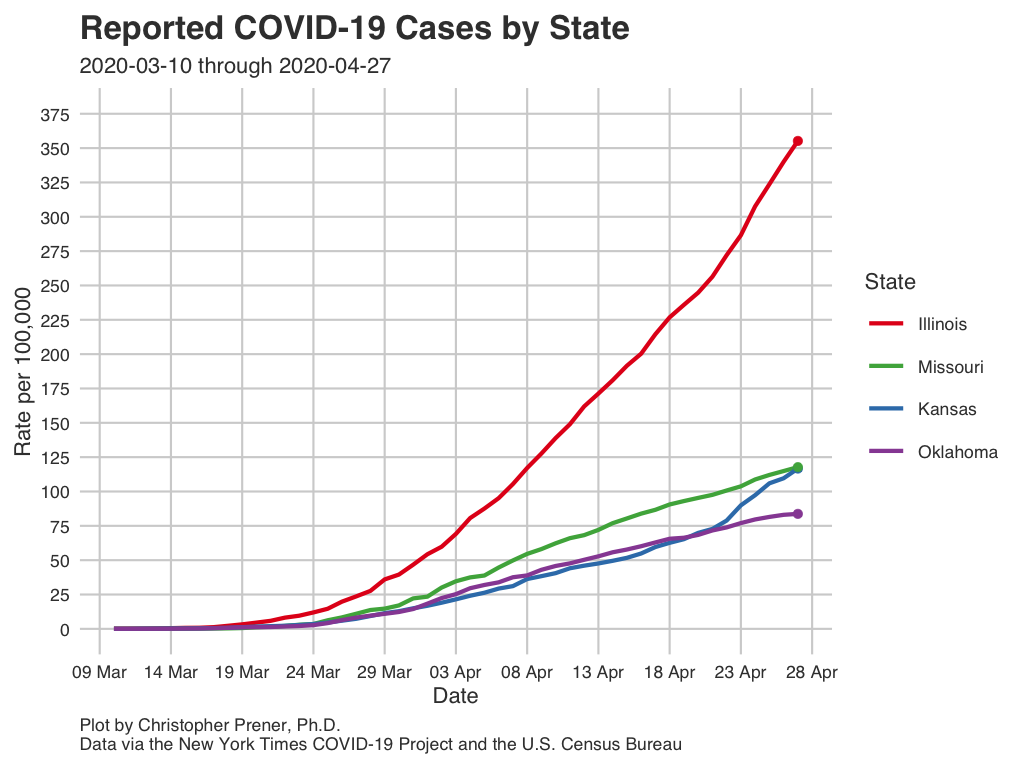 Reported COVID-19 Cases by State
2020-03-10 through 2020-04-27
375
350
325
300
275
250
225
200
175
150
125
100
75
50
25
0
Rate per 100,000
09 Mar 14 Mar 19 Mar 24 Mar 29 Mar 03 Apr 08 Apr 13 Apr 18 Apr 23 Apr 28 Apr
Date
State
Illinois
Missouri
Kansas
Oklahoma
Plot by Christopher Prener, Ph.D.
Data via the New York Times COVID-19 Project and the U.S. Census Bureau